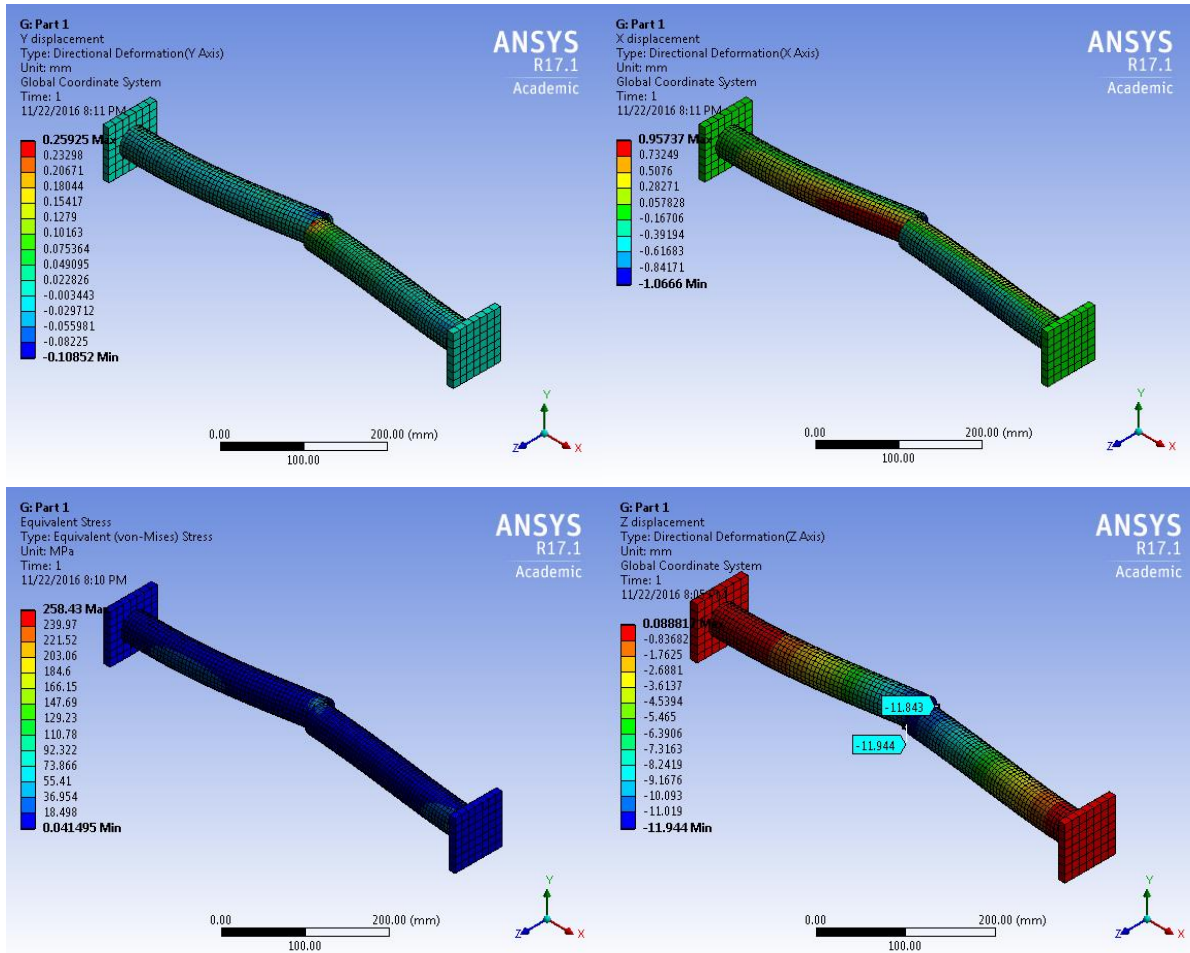 G: Part 1
Y displacement
Type: Directional Deformation(Y Axis)
Unit: mm
Global Coordinate System
Time: 1
11/22/2016 8:11 PM
0.25925 Max
0.23298
0.20671
0.18044
0.15417
0.1279
0.10163
0.075364
0.049095
0.022826
-0.003443
-0.029712
-0.055981
-0.08225
-0.10852 Min
ANSYS
R17.1
Academic
0.00
200.00 (mm)
100.00
Y
Z
X
G: Part 1
X displacement
Type: Directional Deformation(X Axis)
Unit: mm
Global Coordinate System
Time: 1
11/22/2016 8:11 PM
0.95737 Max
0.73249
0.5076
0.28271
0.057828
-0.16706
-0.39194
-0.61683
-0.84171
-1.0666 Min
ANSYS
R17.1
Academic
0.00
200.00 (mm)
100.00
Y
Z
X
G: Part 1
Equivalent Stress
Type: Equivalent (von-Mises) Stress
Unit: MPa
Time: 1
11/22/2016 8:10 PM
258.43 Max
239.97
221.52
203.06
184.6
166.15
147.69
129.23
110.78
92.322
73.866
55.41
36.954
18.498
0.041495 Min
ANSYS
R17.1
Academic
0.00
200.00 (mm)
100.00
Y
Z
X
G: Part 1
Z displacement
Type: Directional Deformation(Z Axis)
Unit: mm
Global Coordinate System
Time: 1
11/22/2016
-0.83682
-1.7625
-2.6881
-3.6137
-4.5394
-5.465
-6.3906
-7.3163
-8.2419
-9.1676
-10.093
-11.019
-11.944 Min
-11.843
-11.944
ANSYS
R17.1
Academic
0.00
200.00 (mm)
100.00
Y
Z
X